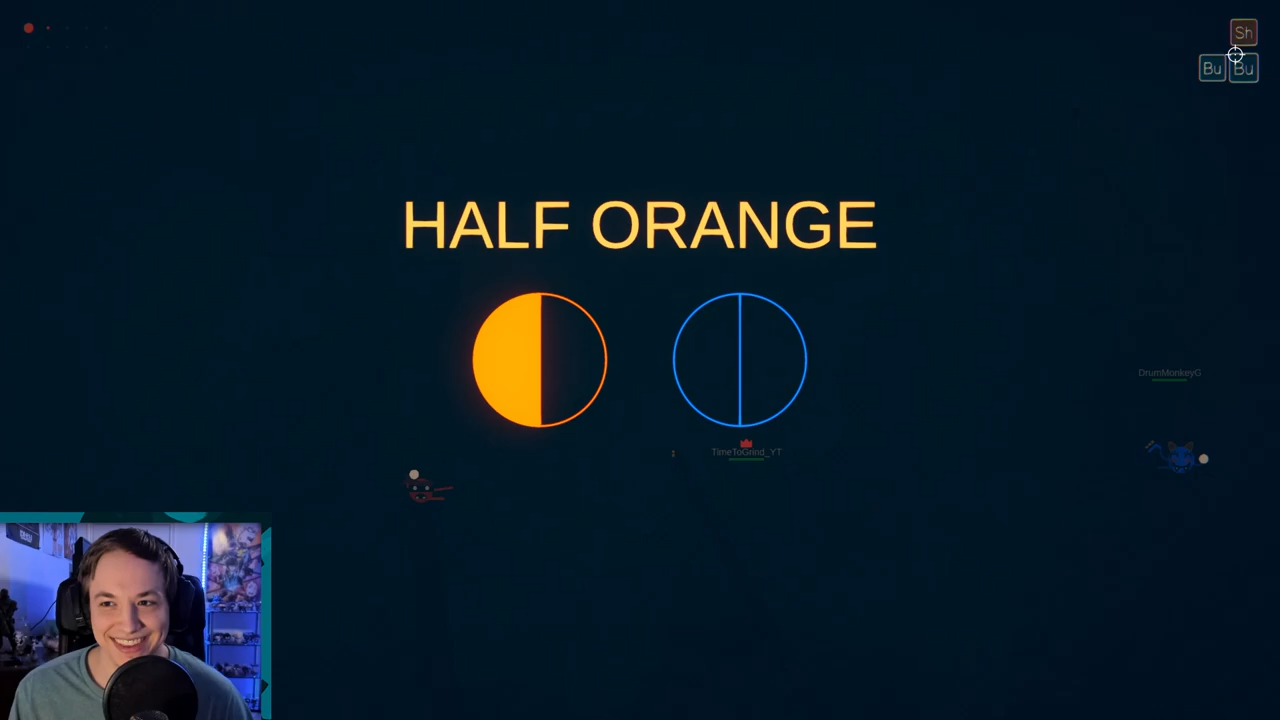 Sh
Bu Bu
HALF ORANGE
DrumMonkeyG
TimeToGrind_YT